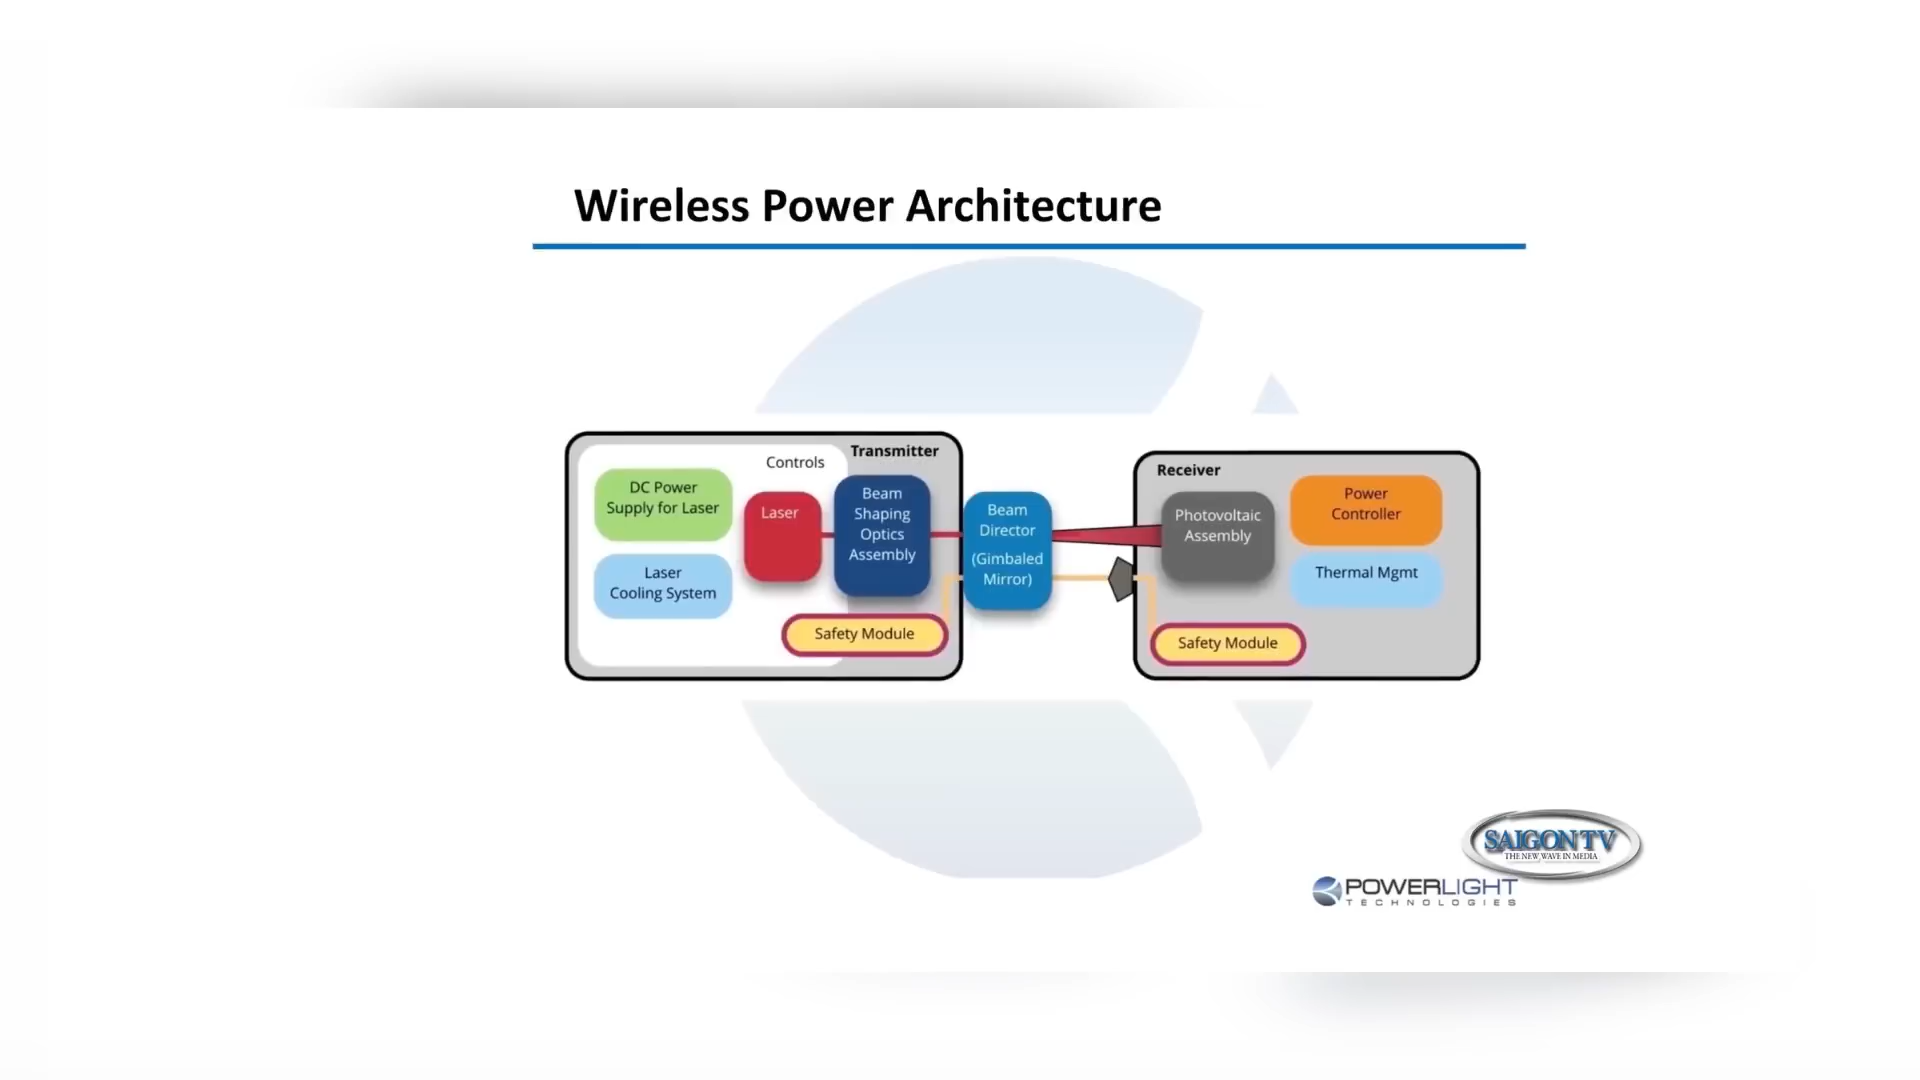 Wireless Power Architecture
Transmitter
Controls
DC Power
Supply for Laser
Laser
Cooling System
Laser
Beam
Shaping
Optics
Assembly
Safety Module
Beam
Director
(Gimbaled
Mirror)
Receiver
Photovoltaic
Assembly
Power
Controller
Thermal Mgmt
Safety Module
SAIGON TV
THE NEW WAVE IN MEDIA
POWERLIGHT
TECHNOLOGIES